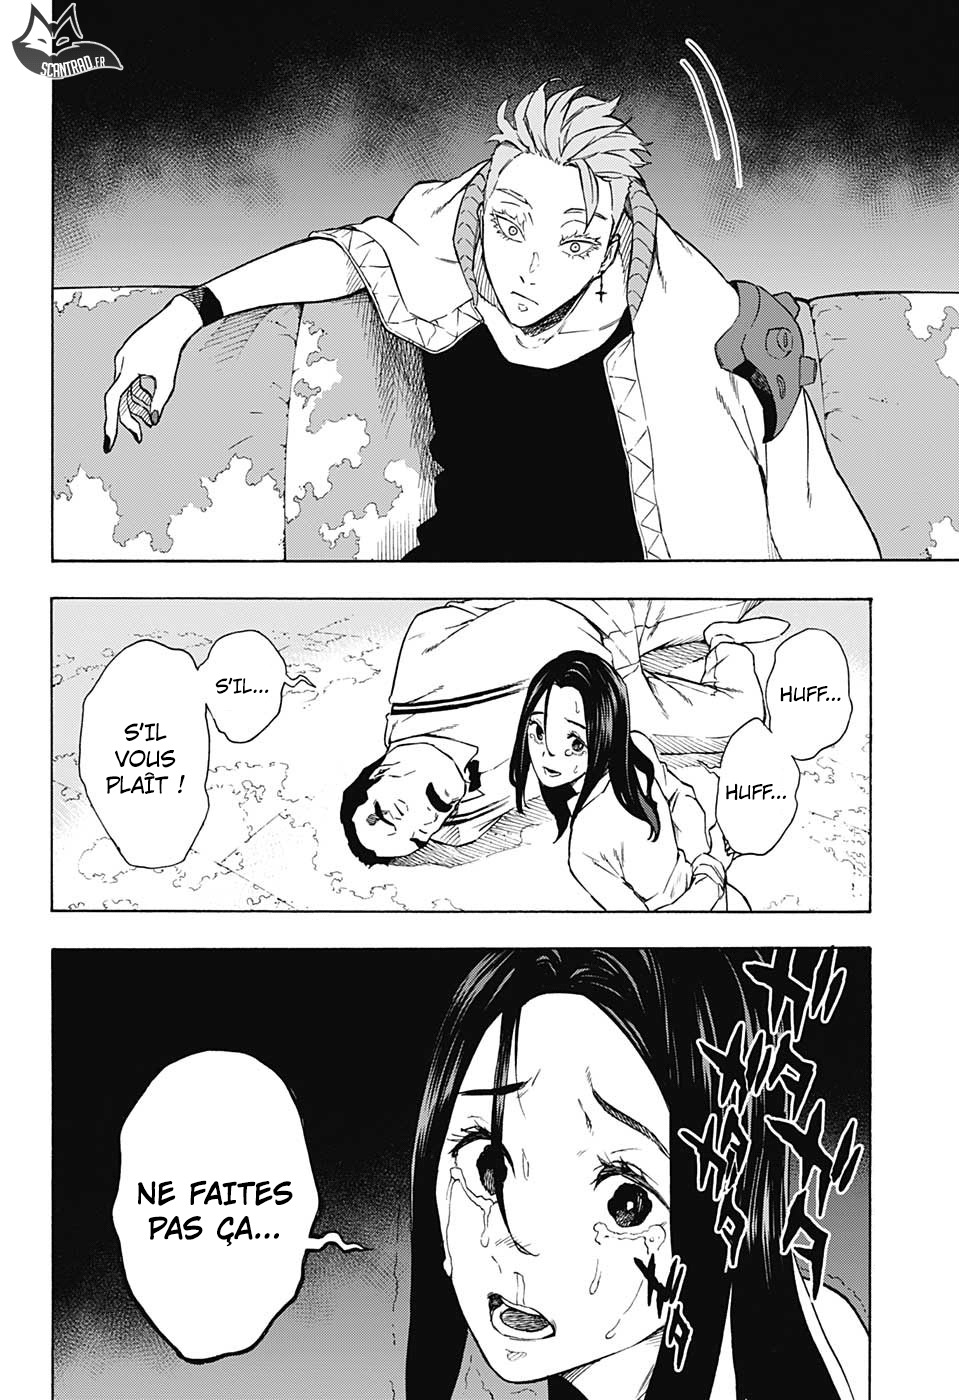 SCANTRAD.FR
HUFF...
HUFF...
S'IL...
S'IL
VOUS
PLAÎT !
NE FAITES
PAS ÇA...